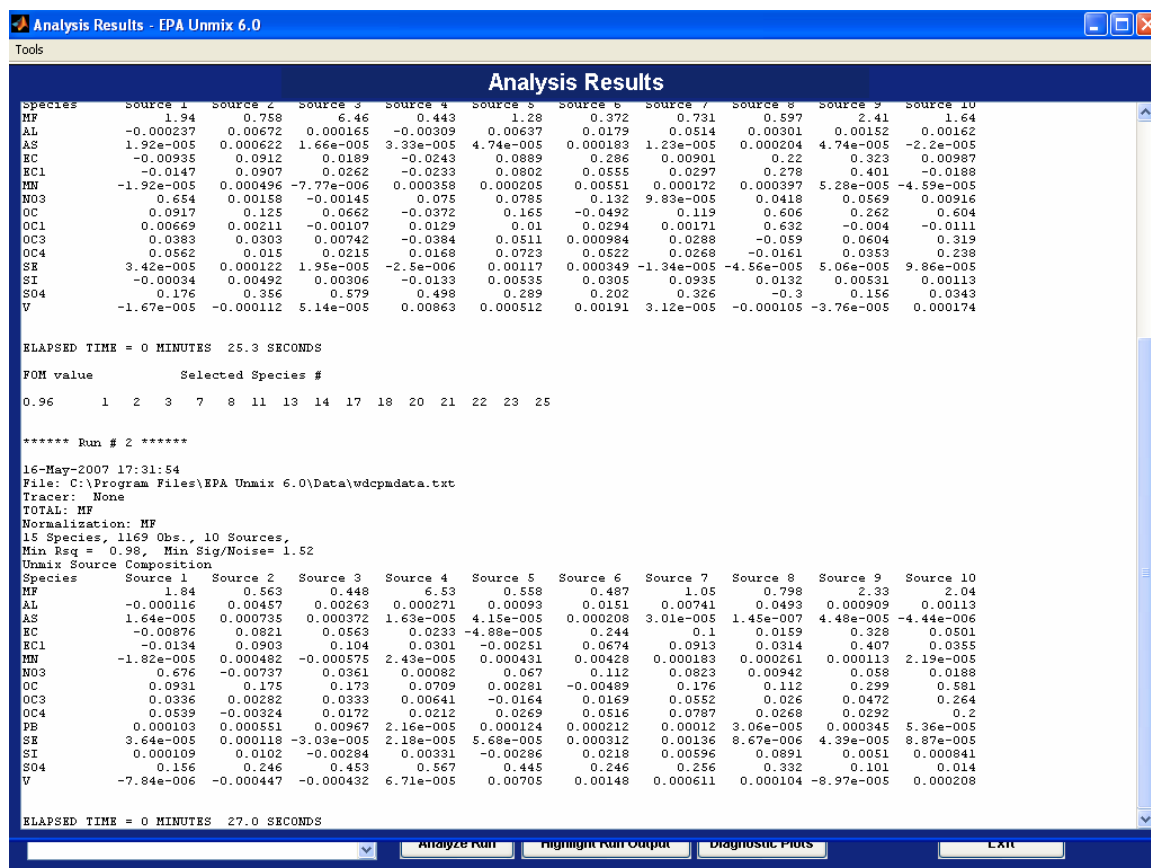 Analysis Results - EPA Unmix 6.0
Tools
Analysis Results
Species Source 1 Source 2 Source 3 Source 4 Source 5 Source 6 Source 7 Source 8 Source 9 Source 10
MF 1.94 0.758 6.46 0.443 1.28 0.372 0.731 0.597 2.41 1.64
AL -0.000237 0.00672 0.000165 -0.00309 0.00637 0.0179 0.0514 0.00301 0.00152 0.00162
AS 1.92e-005 0.000622 1.66e-005 3.33e-005 4.74e-005 0.000183 1.23e-005 0.000204 4.74e-005 -2.2e-005
EC -0.00935 0.0912 0.0189 -0.0243 0.0889 0.286 0.00901 0.22 0.323 0.00987
EC1 -0.0147 0.0907 0.0262 -0.0233 0.0802 0.0555 0.0297 0.278 0.401 -0.0188
MN -1.92e-005 0.000496 -7.77e-006 0.000358 0.000205 0.00551 0.000172 0.000397 5.28e-005 -4.59e-005
NO3 0.654 0.00158 -0.00145 0.075 0.0785 0.132 9.83e-005 0.0418 0.0569 0.00916
OC 0.0917 0.125 0.0662 -0.0372 0.165 -0.0492 0.119 0.606 0.262 0.604
OC1 0.00669 0.00211 -0.00107 0.0129 0.01 0.0294 0.00171 0.632 -0.004 -0.0111
OC3 0.0383 0.0303 0.00742 -0.0384 0.0511 0.000984 0.0288 -0.059 0.0604 0.319
OC4 0.0562 0.015 0.0215 0.0168 0.0723 0.0522 0.0268 -0.0161 0.0353 0.238
SE 3.42e-005 0.000122 1.95e-005 -2.5e-006 0.00117 0.000349 -1.34e-005 -4.56e-005 5.06e-005 9.86e-005
SI -0.00034 0.00492 0.00306 -0.0133 0.00535 0.0305 0.0935 0.0132 0.00531 0.00113
SO4 0.176 0.356 0.579 0.498 0.289 0.202 0.326 -0.3 0.156 0.0343
V -1.67e-005 -0.000112 5.14e-005 0.00863 0.000512 0.00191 3.12e-005 -0.000105 -3.76e-005 0.000174
ELAPSED TIME = 0 MINUTES 25.3 SECONDS
FOM value Selected Species #
0.96 1 2 3 7 8 11 13 14 17 18 20 21 22 23 25
****** Run # 2 ******
16-May-2007 17:31:54
File: C:\Program Files\EPA Unmix 6.0\Data\wdcpmdata.txt
Tracer: None
TOTAL: MF
Normalization: MF
15 Species, 1169 Obs., 10 Sources,
Min Rsq = 0.98, Min Sig/Noise= 1.52
Unmix Source Composition
Species Source 1 Source 2 Source 3 Source 4 Source 5 Source 6 Source 7 Source 8 Source 9 Source 10
MF 1.84 0.563 0.448 6.53 0.558 0.487 1.05 0.798 2.33 2.04
AL -0.000116 0.00457 0.00263 0.000271 0.00093 0.0151 0.00741 0.0493 0.000909 0.00113
AS 1.64e-005 0.000735 0.000372 1.63e-005 4.15e-005 0.000208 3.01e-005 1.45e-007 4.48e-005 -4.44e-006
EC -0.00876 0.0821 0.0563 0.0233 -4.88e-005 0.244 0.1 0.0159 0.328 0.0501
EC1 -0.0134 0.0903 0.104 0.0301 -0.00251 0.0674 0.0913 0.0314 0.407 0.0355
MN -1.82e-005 0.000482 -0.000575 2.43e-005 0.000431 0.00428 0.000183 0.000261 0.000113 2.19e-005
NO3 0.676 -0.00737 0.0361 0.00082 0.067 0.112 0.0823 0.00942 0.058 0.0188
OC 0.0931 0.175 0.173 0.0709 0.00281 -0.00489 0.176 0.112 0.299 0.581
OC3 0.0336 0.00282 0.0333 0.00641 -0.0164 0.0169 0.0552 0.026 0.0472 0.264
OC4 0.0539 -0.00324 0.0172 0.0212 0.0269 0.0516 0.0787 0.0268 0.0292 0.2
PB 0.000103 0.000551 0.00967 2.16e-005 0.000124 0.000212 0.00012 3.06e-005 0.000345 5.36e-005
SE 3.64e-005 0.000118 -3.03e-005 2.18e-005 5.68e-005 0.000312 0.00136 8.67e-006 4.39e-005 8.87e-005
SI 0.000109 0.0102 -0.00284 0.00331 -0.00286 0.0218 0.00596 0.0891 0.0051 0.000841
SO4 0.156 0.246 0.453 0.567 0.445 0.246 0.256 0.332 0.101 0.014
V -7.84e-006 -0.000447 -0.000432 6.71e-005 0.00705 0.00148 0.000611 0.000104 -8.97e-005 0.000208
ELAPSED TIME = 0 MINUTES 27.0 SECONDS
Analyze Run Highlight Run Output Diagnostic Plots Exit